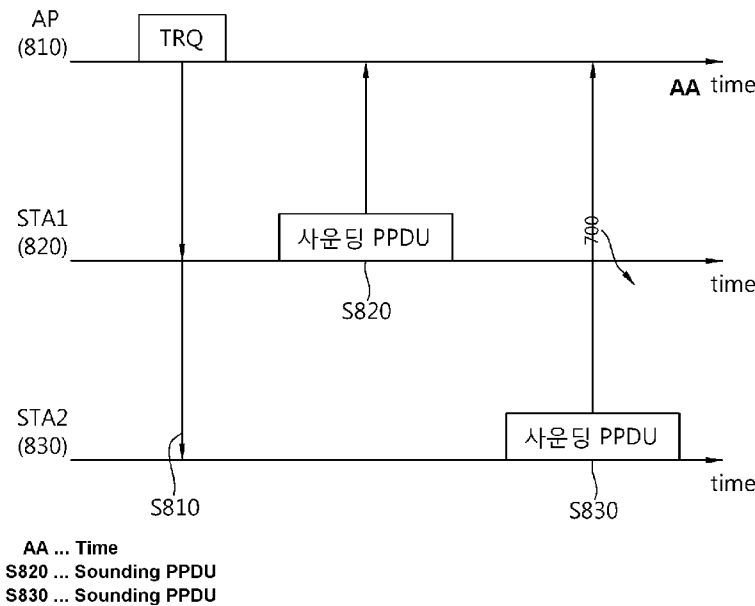 AP
(810)
TRQ
AA time
STA1
(820)
사운딩 PPDU
700
time
S820
STA2
(830)
사운딩 PPDU
time
S810
S830
AA ... Time
S820 ... Sounding PPDU
S830 ... Sounding PPDU